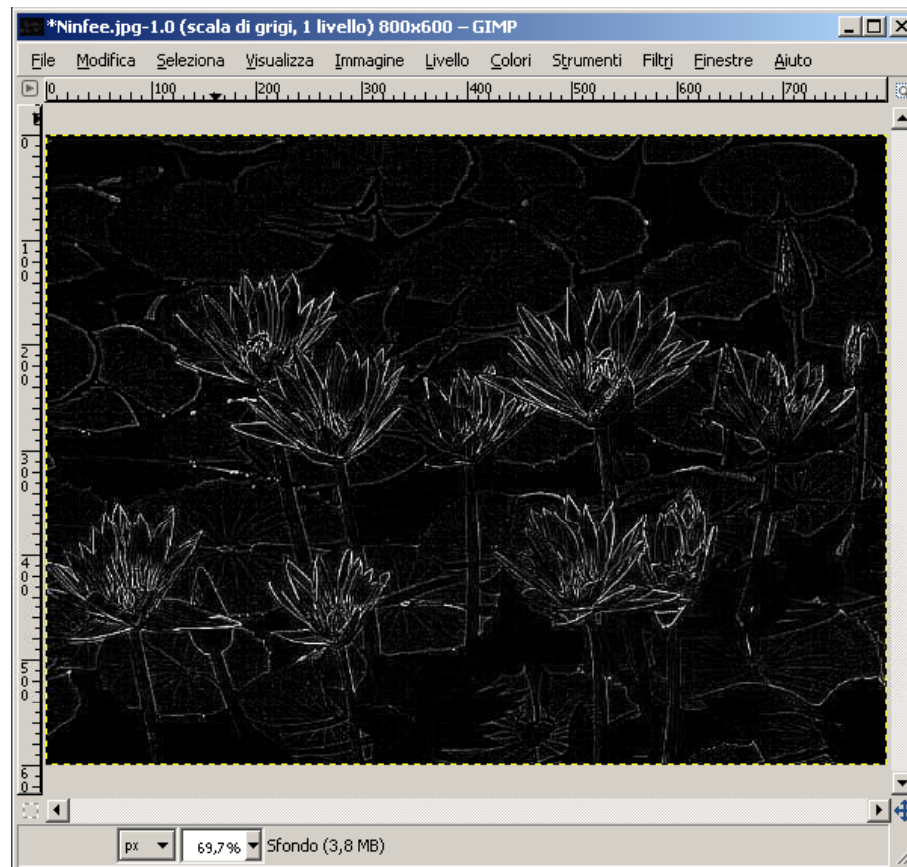 *Ninfee.jpg-1.0 (scala di grigi, 1 livello) 800x600 – GIMP
File Modifica Seleziona Visualizza Immagine Livello Colori Strumenti Filtri Finestre Aiuto
0 100 200 300 400 500 600 700
0
100
200
300
400
500
60
px 69,7% Sfondo (3,8 MB)